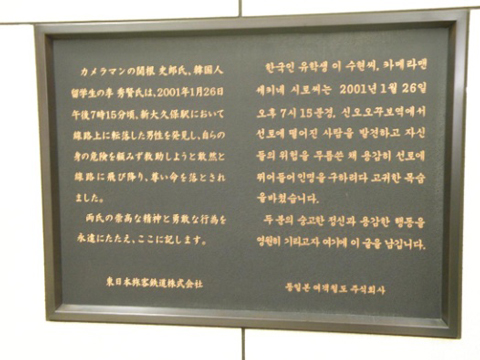 カメラマンの関根 史郎氏、韓国人
留学生の李 秀賢氏は、2001年1月26日
午後7時15分頃、新大久保駅において
線路上に転落した男性を発見し、自らの
身の危険を顧みず救助しようと敢然と
線路に飛び降り、尊い命を落とされ
ました。
両氏の崇高な精神と勇敢な行為を
永遠にたたえ、ここに記します。
東日本旅客鉄道株式会社
한국인 유학생 이 수현씨, 카메라맨
세키네 시로씨는 2001년 1월 26일
오후 7시 15분경, 신오오쿠보역에서
선로에 떨어진 사람을 발견하고 자신
들의 위험을 무릅쓴 채 용감히 선로에
뛰어들어 인명을 구하려다 고귀한 목숨
을 바쳤습니다.
두 분의 숭고한 정신과 용감한 행동을
영원히 기리고자 여기에 이 글을 남깁니다.
동일본 여객철도 주식회사